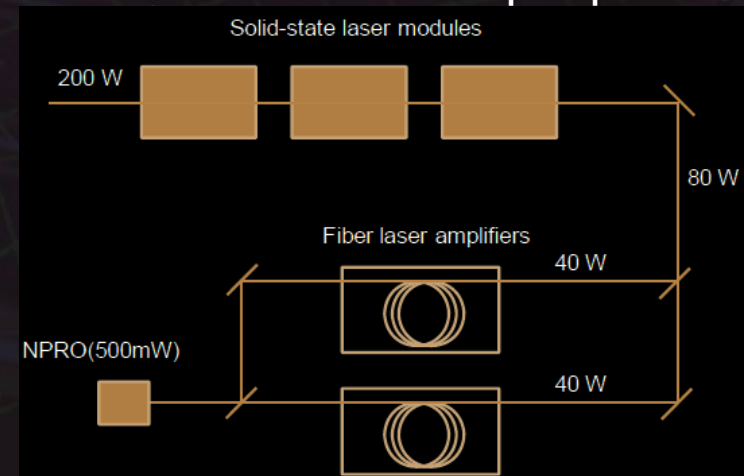 Solid-state laser modules
200 W
80 W
Fiber laser amplifiers
40 W
NPRO(500mW)
40 W